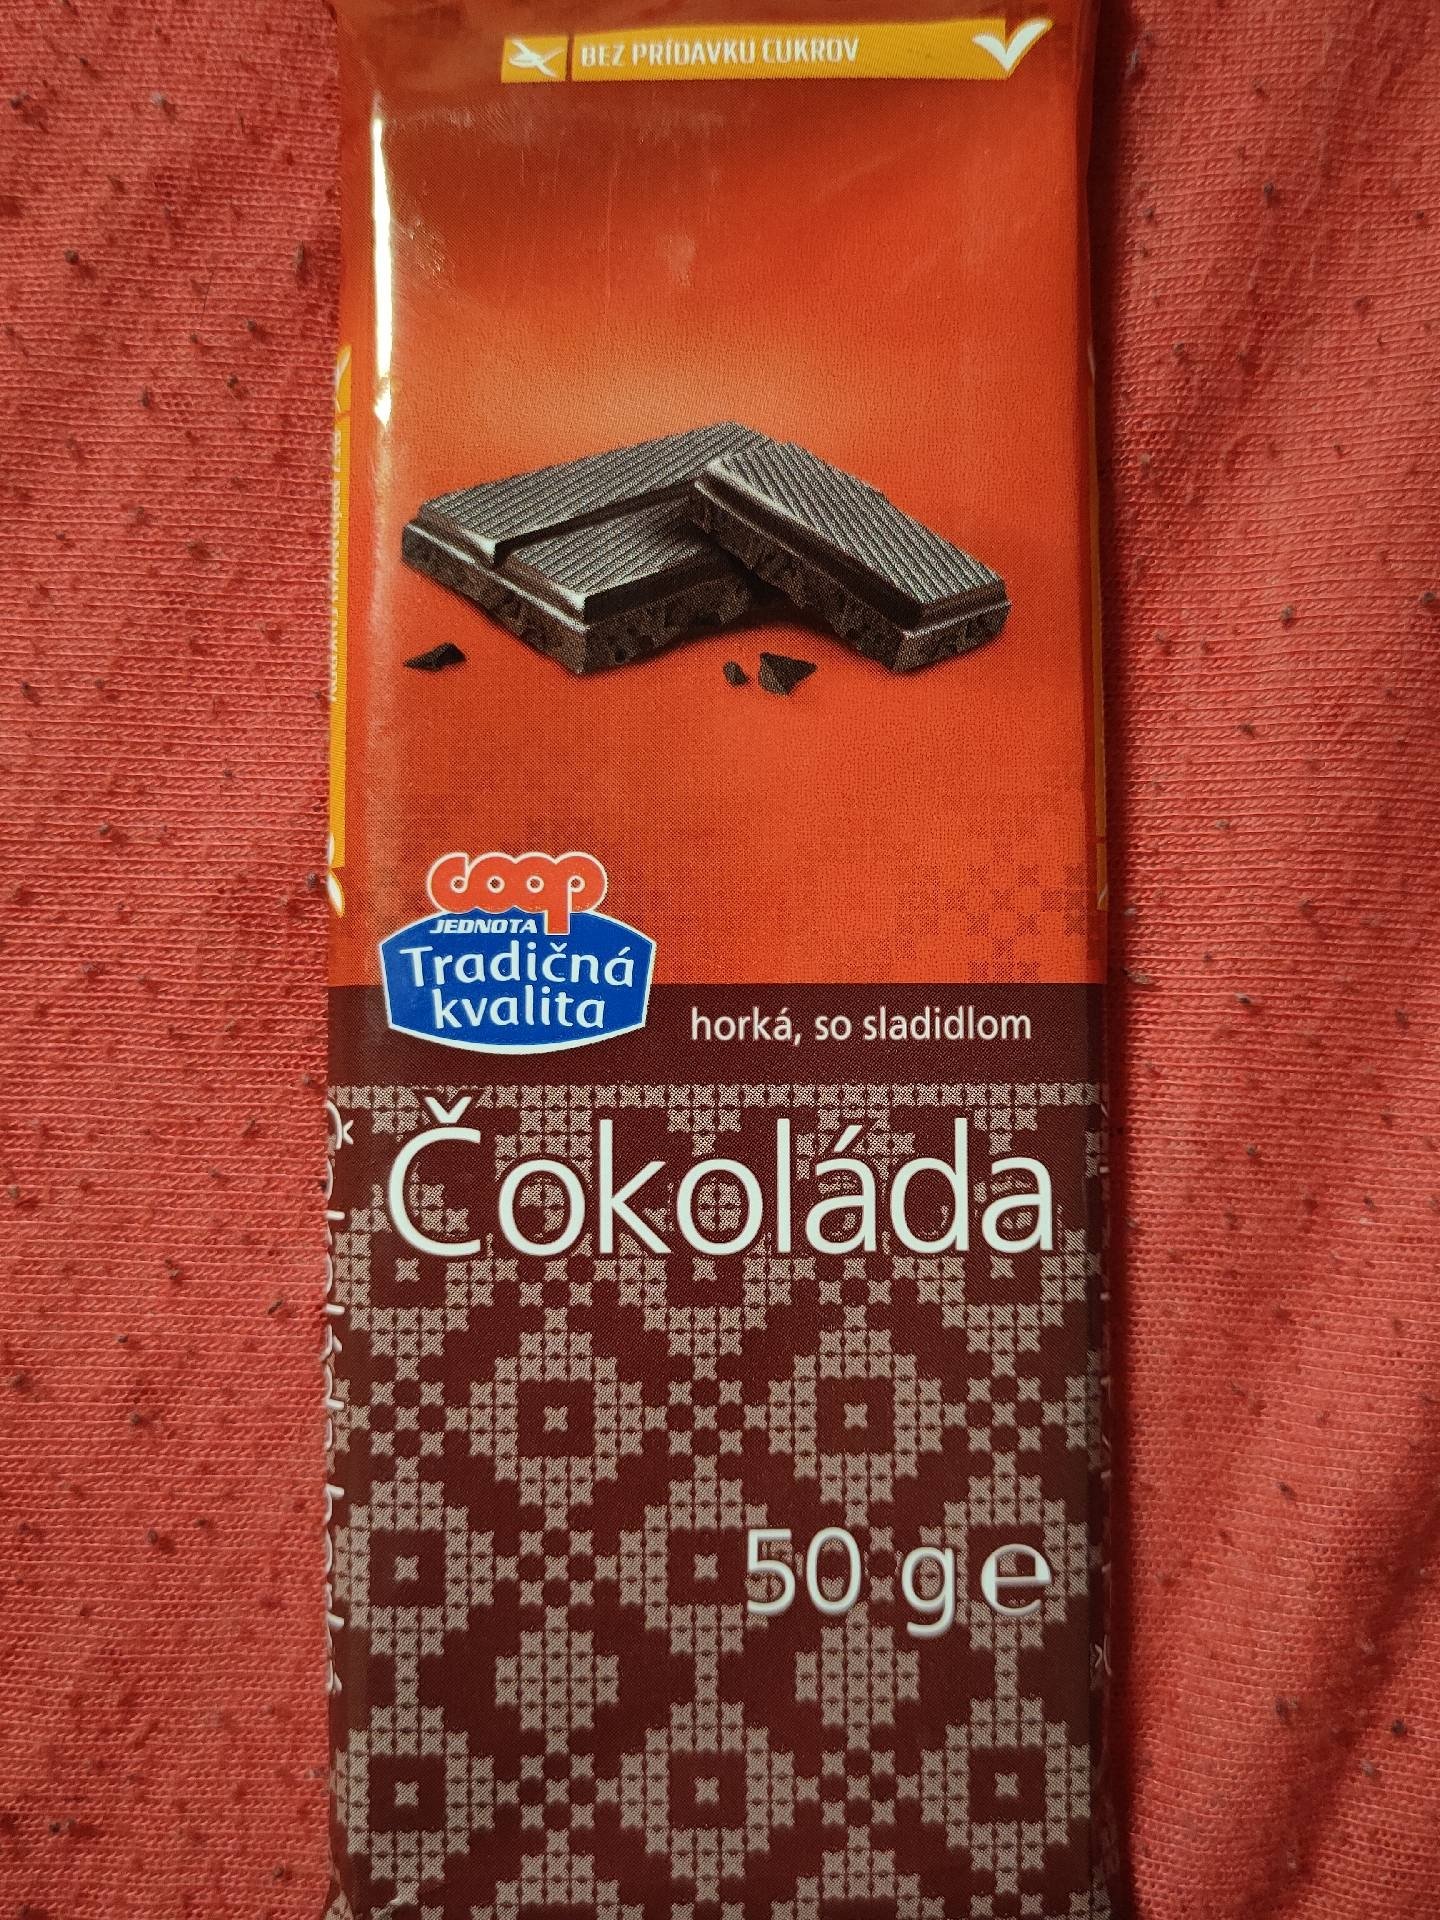 BEZ PRÍDAVKU CUKROV
coop
JEDNOTA
Tradičná
kvalita
horká, so sladidlom
Čokoláda
50 g e